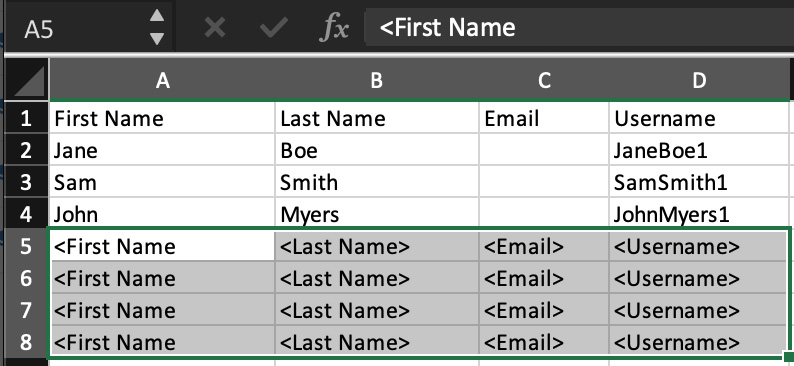 A5 fx <First Name
A B C D
1 First Name Last Name Email Username
2 Jane Boe JaneBoe1
3 Sam Smith SamSmith1
4 John Myers JohnMyers1
5 <First Name <Last Name> <Email> <Username>
6 <First Name <Last Name> <Email> <Username>
7 <First Name <Last Name> <Email> <Username>
8 <First Name <Last Name> <Email> <Username>